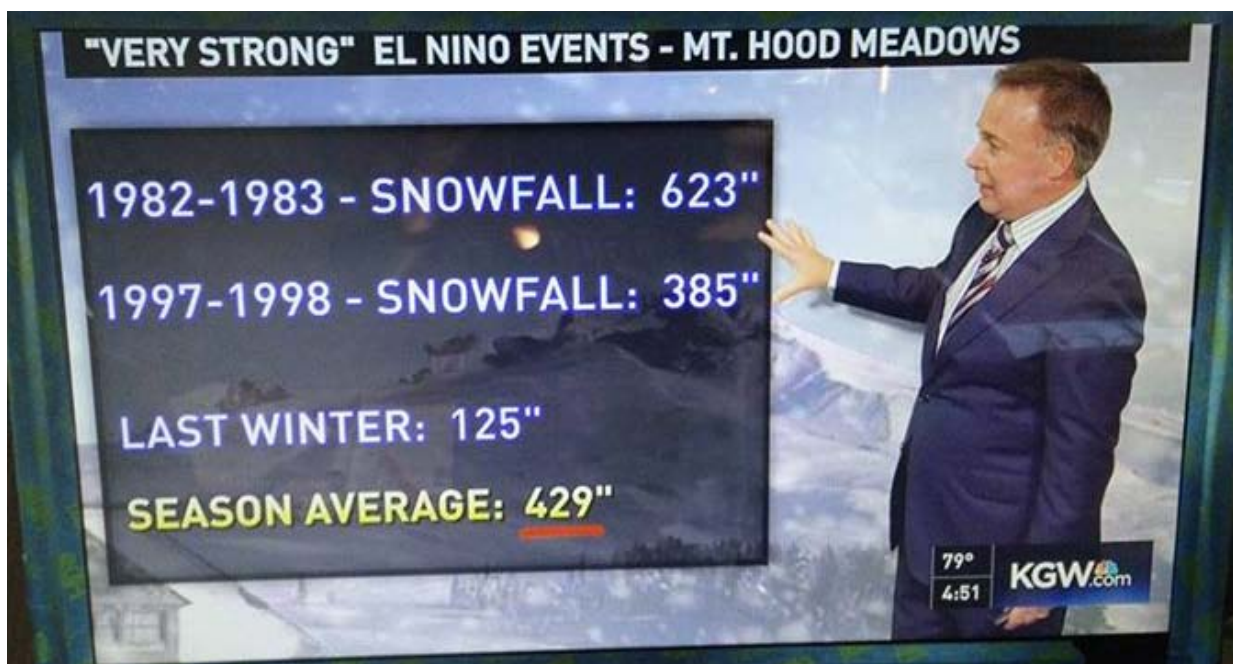 "VERY STRONG" EL NINO EVENTS - MT. HOOD MEADOWS
1982-1983 - SNOWFALL: 623"
1997-1998 - SNOWFALL: 385"
LAST WINTER: 125"
SEASON AVERAGE: 429"
79°
4:51
KGW.com